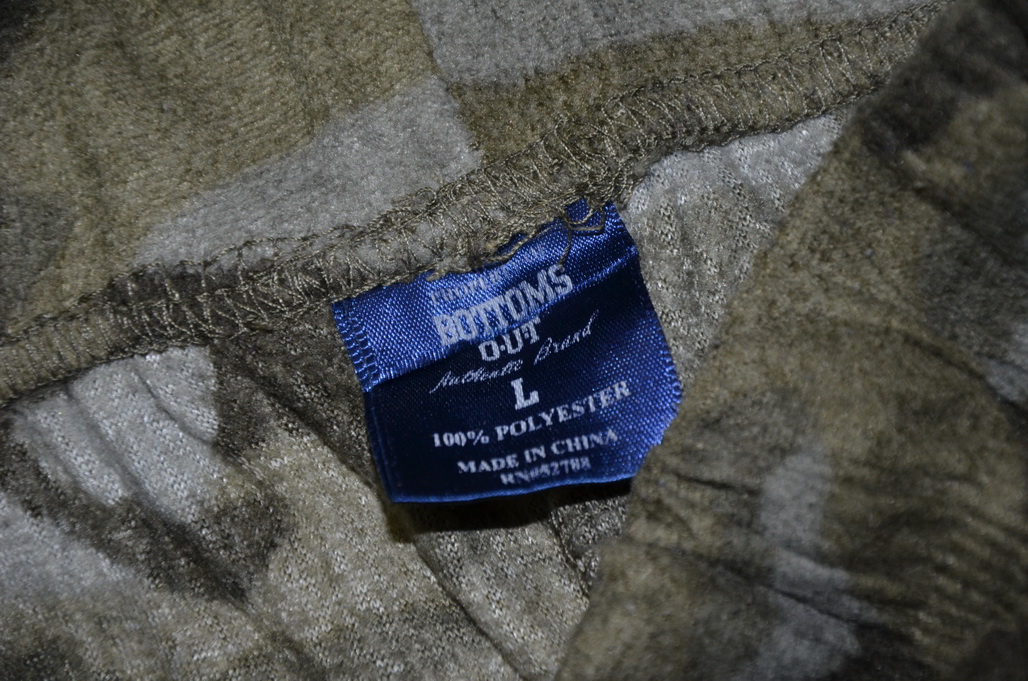 BOTTOMS
OUT
Authentic Brand
L
100% POLYESTER
MADE IN CHINA